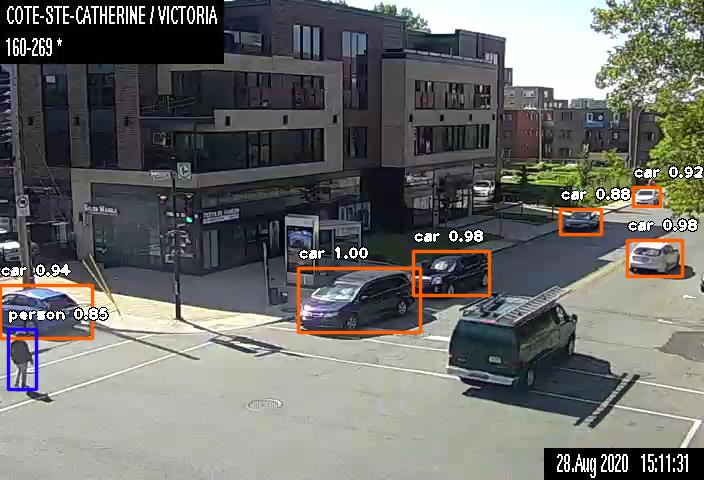 COTE-STE-CATHERINE / VICTORIA
160-269 *
car 0.92
car 0.88
car 0.98
car 0.98
car 1.00
car 0.94
person 0.85
28.Aug 2020 15:11:31